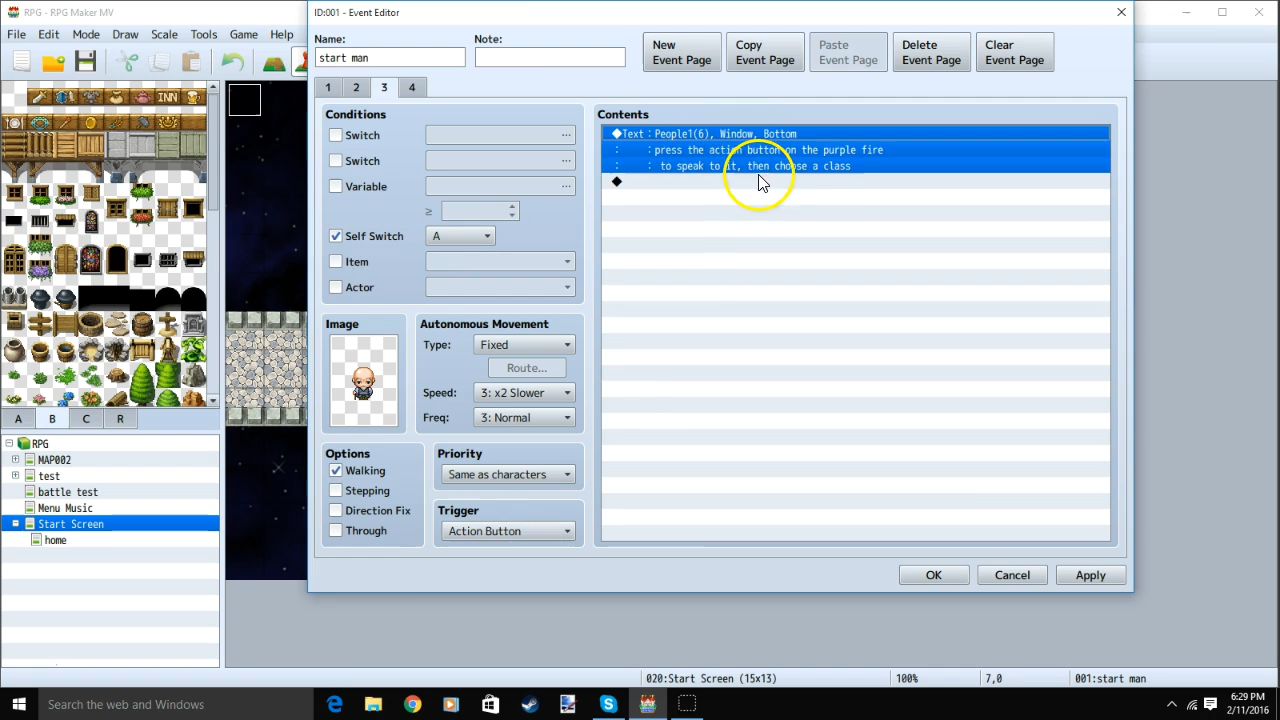 RPG - RPG Maker MV
File Edit Mode Draw Scale Tools Game Help
INN
A B C R
RPG
MAP002
test
battle test
Menu Music
Start Screen
home
ID:001 - Event Editor
Name:
start man
Note:
New Event Page
Copy Event Page
Paste Event Page
Delete Event Page
Clear Event Page
1 2 3 4
Conditions
Switch ...
Switch ...
Variable ...
≥
Self Switch A
Item
Actor
Image
Autonomous Movement
Type: Fixed
Route...
Speed: 3: x2 Slower
Freq: 3: Normal
Options
Walking
Stepping
Direction Fix
Through
Priority
Same as characters
Trigger
Action Button
Contents
◆Text : People1(6), Window, Bottom
: : press the action button on the purple fire
: : to speak to it, then choose a class
◆
OK Cancel Apply
020:Start Screen (15x13) 100% 7,0 001:start man
Search the web and Windows
6:29 PM
2/11/2016